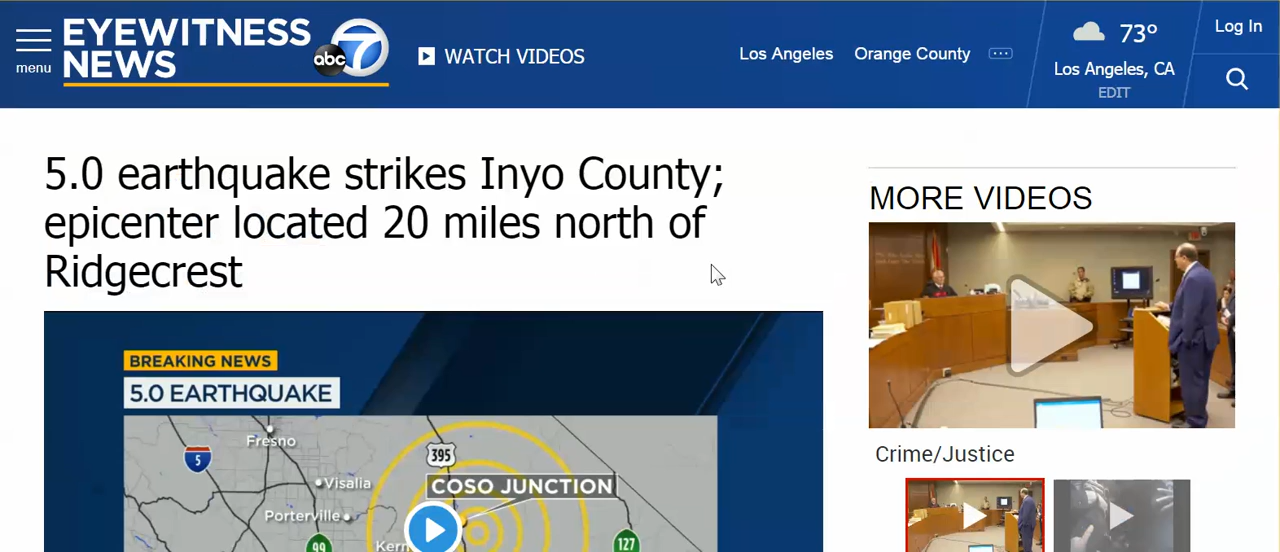 menu
EYEWITNESS
NEWS
abc 7
WATCH VIDEOS
Los Angeles
Orange County
73°
Los Angeles, CA
EDIT
Log In
5.0 earthquake strikes Inyo County;
epicenter located 20 miles north of
Ridgecrest
BREAKING NEWS
5.0 EARTHQUAKE
Fresno
5
395
Visalia
COSO JUNCTION
Porterville
Kern
99
127
MORE VIDEOS
Crime/Justice